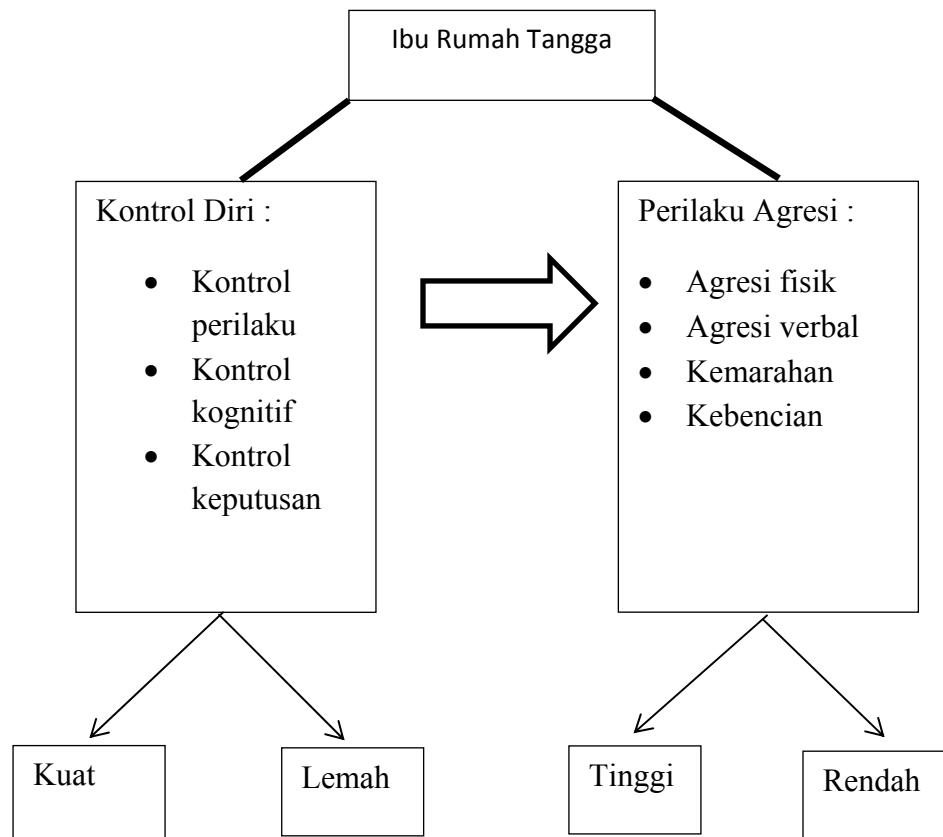 Ibu Rumah Tangga
Kontrol Diri :
• Kontrol
perilaku
• Kontrol
kognitif
• Kontrol
keputusan
Perilaku Agresi :
• Agresi fisik
• Agresi verbal
• Kemarahan
• Kebencian
Kuat
Lemah
Tinggi
Rendah